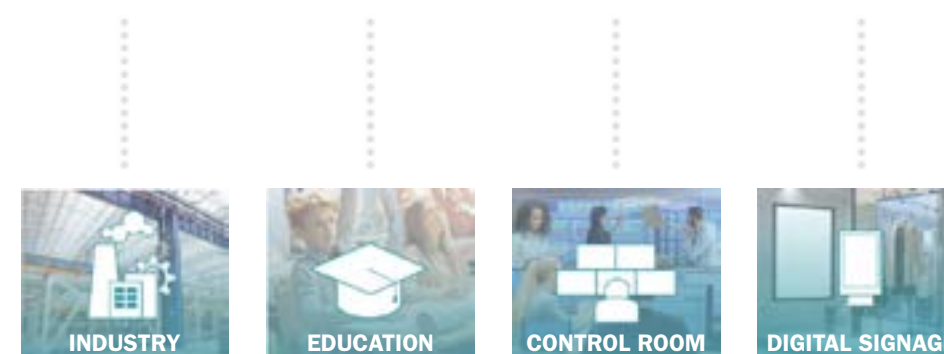 INDUSTRY
EDUCATION
CONTROL ROOM
DIGITAL SIGNAG